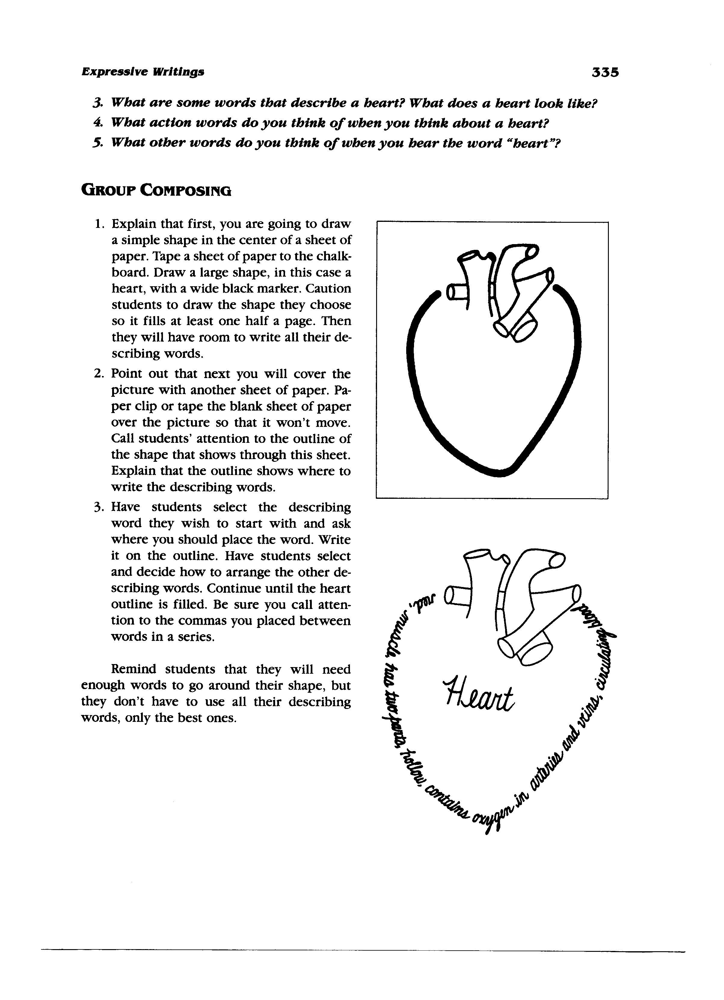 Expressive Writings 335
3. What are some words that describe a heart? What does a heart look like?
4. What action words do you think of when you think about a heart?
5. What other words do you think of when you hear the word “heart”?
GROUP COMPOSING
1. Explain that first, you are going to draw
a simple shape in the center of a sheet of
paper. Tape a sheet of paper to the chalk-
board. Draw a large shape, in this case a
heart, with a wide black marker. Caution
students to draw the shape they choose
so it fills at least one half a page. Then
they will have room to write all their de-
scribing words.
2. Point out that next you will cover the
picture with another sheet of paper. Pa-
per clip or tape the blank sheet of paper
over the picture so that it won’t move.
Call students’ attention to the outline of
the shape that shows through this sheet.
Explain that the outline shows where to
write the describing words.
3. Have students select the describing
word they wish to start with and ask
where you should place the word. Write
it on the outline. Have students select
and decide how to arrange the other de-
scribing words. Continue until the heart
outline is filled. Be sure you call atten-
tion to the commas you placed between
words in a series.
Remind students that they will need
enough words to go around their shape, but
they don’t have to use all their describing
words, only the best ones.
red, muscle, has two parts, hollow, contains oxygen in arteries and veins, circulating blood
Heart